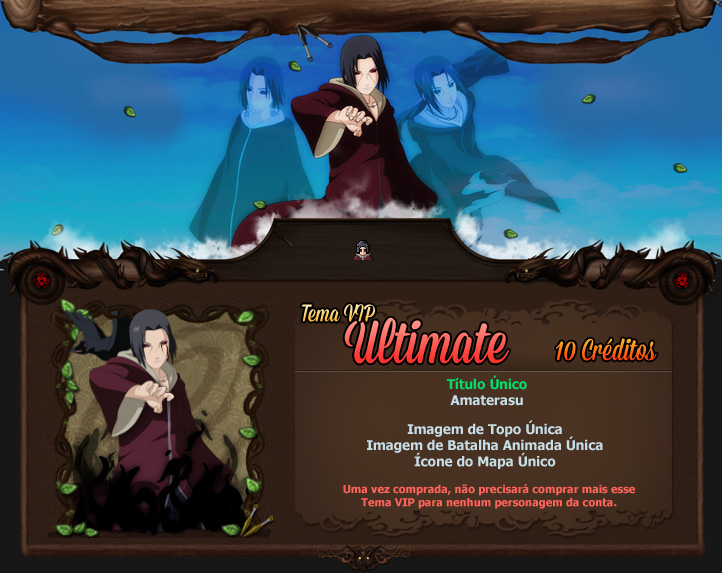 Tema VIP
Ultimate
10 Créditos
Título Único
Amaterasu
Imagem de Topo Única
Imagem de Batalha Animada Única
Ícone do Mapa Único
Uma vez comprada, não precisará comprar mais esse
Tema VIP para nenhum personagem da conta.